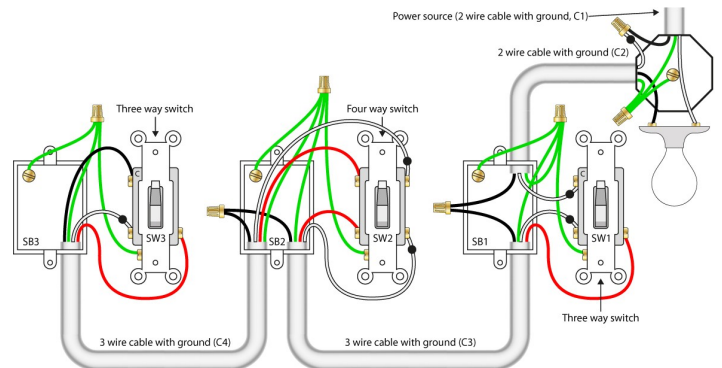 Power source (2 wire cable with ground, C1)
2 wire cable with ground (C2)
Three way switch
Four way switch
C
C
SB3
SW3
SB2
SW2
SB1
SW1
Three way switch
3 wire cable with ground (C4)
3 wire cable with ground (C3)